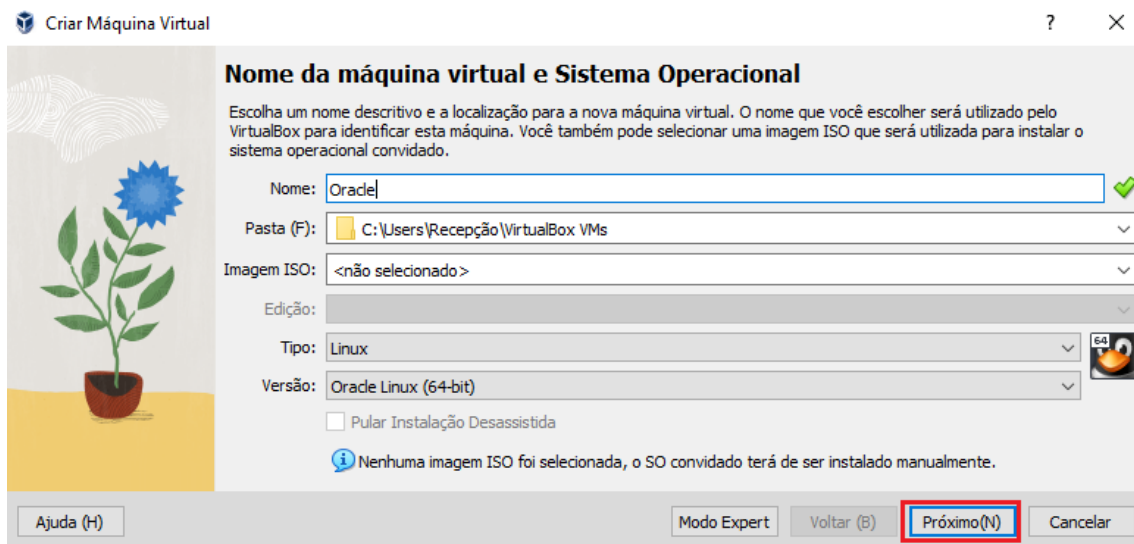 Criar Máquina Virtual
?
Nome da máquina virtual e Sistema Operacional
Escolha um nome descritivo e a localização para a nova máquina virtual. O nome que você escolher será utilizado pelo
VirtualBox para identificar esta máquina. Você também pode selecionar uma imagem ISO que será utilizada para instalar o
sistema operacional convidado.
Nome: Oracle
Pasta (F): C:\Users\Recepção\VirtualBox VMs
Imagem ISO: <não selecionado>
Edição:
Tipo: Linux
64
Versão: Oracle Linux (64-bit)
Pular Instalação Desassistida
Nenhuma imagem ISO foi selecionada, o SO convidado terá de ser instalado manualmente.
Ajuda (H) Modo Expert Voltar (B) Próximo(N) Cancelar